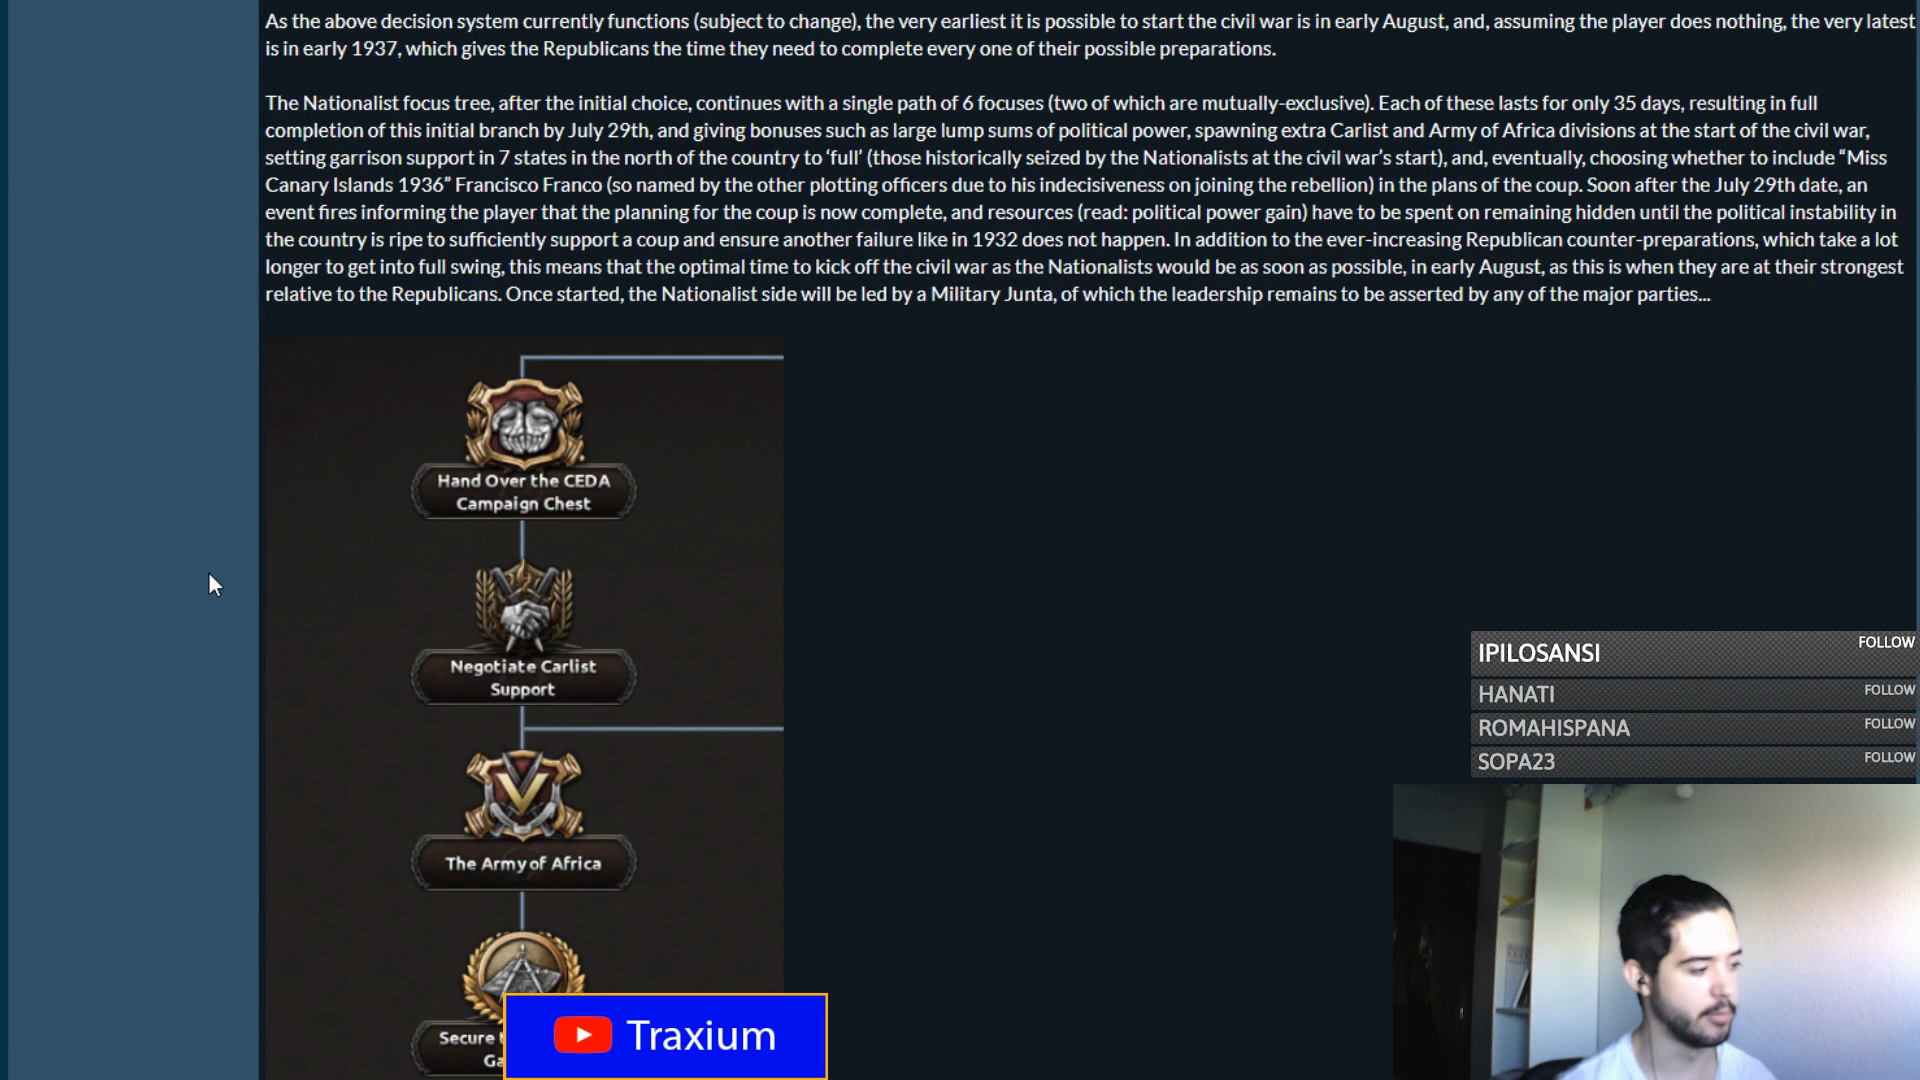 As the above decision system currently functions (subject to change), the very earliest it is possible to start the civil war is in early August, and, assuming the player does nothing, the very latest
is in early 1937, which gives the Republicans the time they need to complete every one of their possible preparations.
The Nationalist focus tree, after the initial choice, continues with a single path of 6 focuses (two of which are mutually-exclusive). Each of these lasts for only 35 days, resulting in full
completion of this initial branch by July 29th, and giving bonuses such as large lump sums of political power, spawning extra Carlist and Army of Africa divisions at the start of the civil war,
setting garrison support in 7 states in the north of the country to ‘full’ (those historically seized by the Nationalists at the civil war’s start), and, eventually, choosing whether to include “Miss
Canary Islands 1936” Francisco Franco (so named by the other plotting officers due to his indecisiveness on joining the rebellion) in the plans of the coup. Soon after the July 29th date, an
event fires informing the player that the planning for the coup is now complete, and resources (read: political power gain) have to be spent on remaining hidden until the political instability in
the country is ripe to sufficiently support a coup and ensure another failure like in 1932 does not happen. In addition to the ever-increasing Republican counter-preparations, which take a lot
longer to get into full swing, this means that the optimal time to kick off the civil war as the Nationalists would be as soon as possible, in early August, as this is when they are at their strongest
relative to the Republicans. Once started, the Nationalist side will be led by a Military Junta, of which the leadership remains to be asserted by any of the major parties...
Hand Over the CEDA
Campaign Chest
Negotiate Carlist
Support
The Army of Africa
Secure
Traxium
IPILOSANSI FOLLOW
HANATI FOLLOW
ROMAHISPANA FOLLOW
SOPA23 FOLLOW